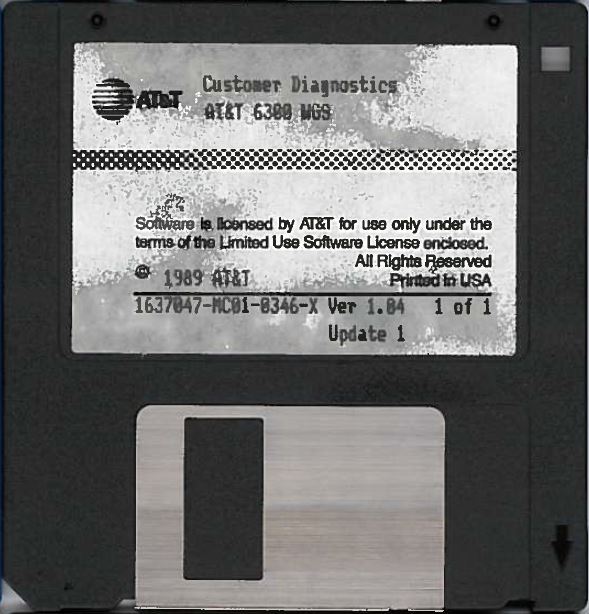 AT&T
Customer Diagnostics
AT&T 6300 WGS
Software is licensed by AT&T for use only under the
terms of the Limited Use Software License enclosed.
All Rights Reserved
© 1989 AT&T Printed in USA
1637047-MC01-0346-X Ver 1.04 1 of 1
Update 1